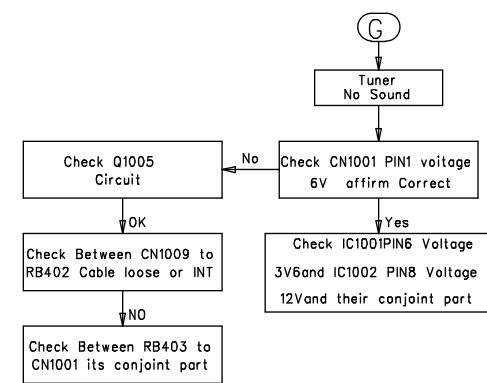 G
Tuner
No Sound
Check CN1001 PIN1 voitage
6V affirm Correct
No
Yes
Check Q1005
Circuit
OK
Check Between CN1009 to
RB402 Cable loose or INT
NO
Check Between RB403 to
CN1001 its conjoint part
Check IC1001PIN6 Voltage
3V6and IC1002 PIN8 Voltage
12Vand their conjoint part